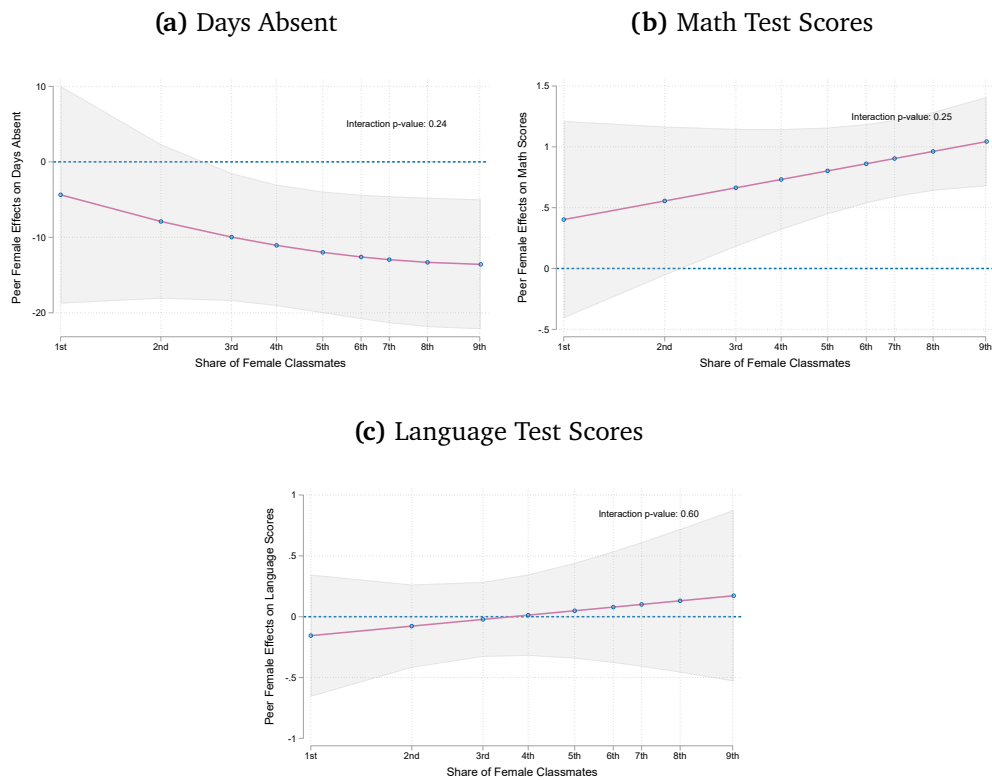 (a) Days Absent
Peer Female Effects on Days Absent
10
0
-10
-20
Interaction p-value: 0.24
1st 2nd 3rd 4th 5th 6th 7th 8th 9th
Share of Female Classmates
(b) Math Test Scores
Peer Female Effects on Math Scores
1.5
1
.5
0
-.5
Interaction p-value: 0.25
1st 2nd 3rd 4th 5th 6th 7th 8th 9th
Share of Female Classmates
(c) Language Test Scores
Peer Female Effects on Language Scores
1
.5
0
-.5
-1
Interaction p-value: 0.60
1st 2nd 3rd 4th 5th 6th 7th 8th 9th
Share of Female Classmates